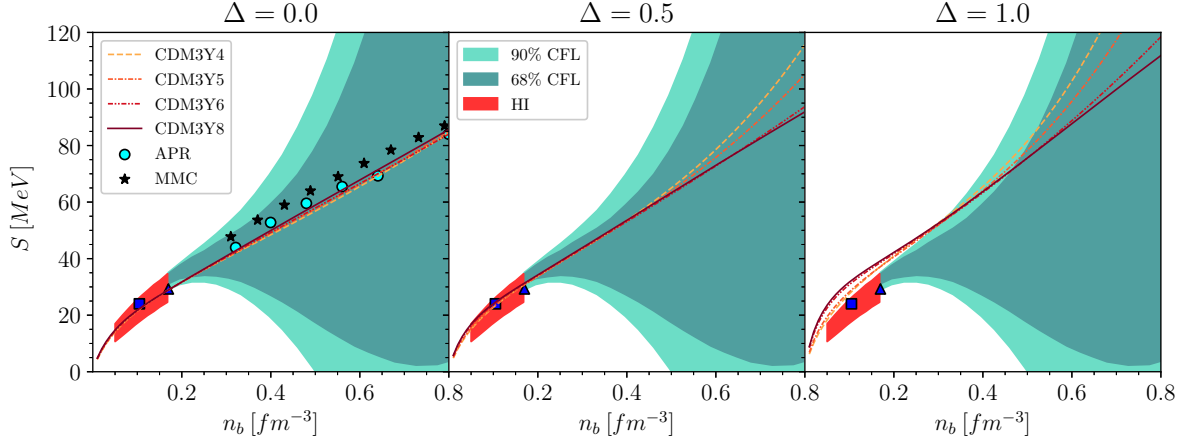 Δ = 0.0
Δ = 0.5
Δ = 1.0
S [MeV]
120
100
80
60
40
20
0
CDM3Y4
CDM3Y5
CDM3Y6
CDM3Y8
APR
MMC
90% CFL
68% CFL
HI
0.2 0.4 0.6 0.8
0.2 0.4 0.6 0.8
0.2 0.4 0.6 0.8
n_b [fm⁻³]
n_b [fm⁻³]
n_b [fm⁻³]